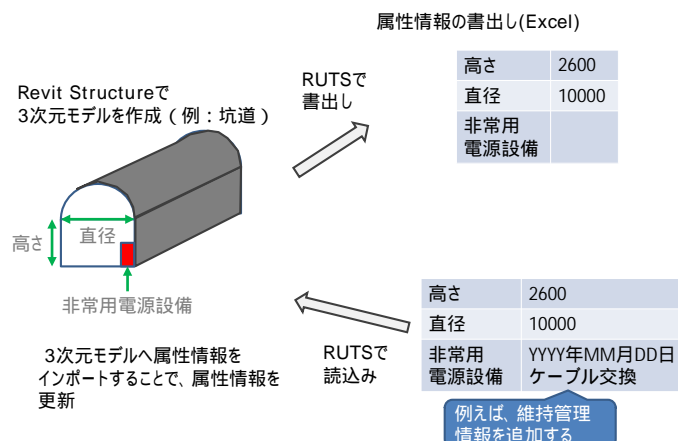 属性情報の書出し(Excel)
Revit Structureで
3次元モデルを作成(例:坑道)
RUTSで
書出し
高さ 2600
直径 10000
非常用
電源設備
高さ
直径
非常用電源設備
3次元モデルへ属性情報を
インポートすることで、属性情報を
更新
RUTSで
読込み
高さ 2600
直径 10000
非常用 YYYY年MM月DD日
電源設備 ケーブル交換
例えば、維持管理
情報を追加する